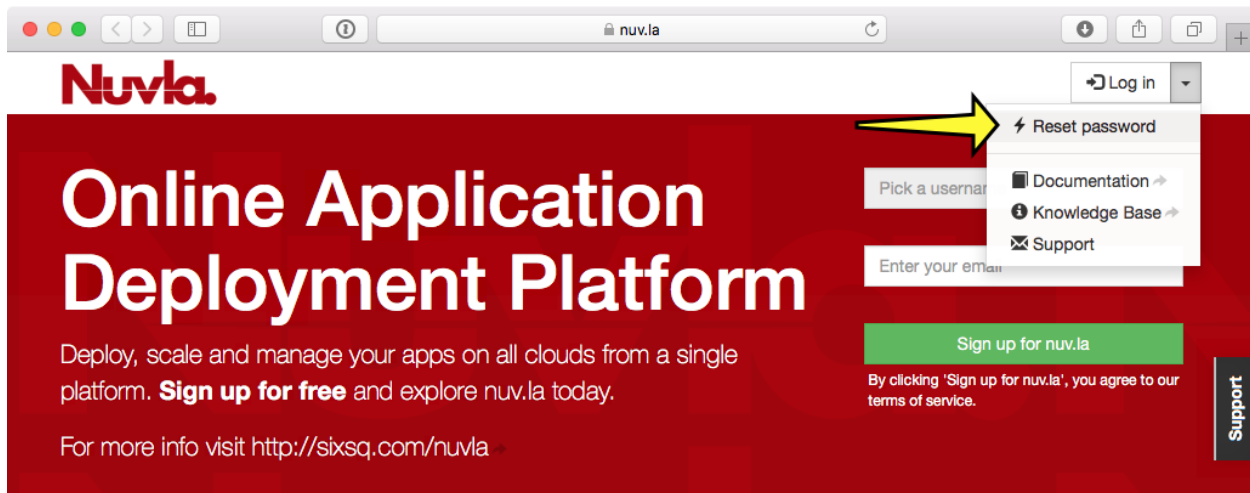 nuv.la
Nuvla.
Log in
Reset password
Documentation
Knowledge Base
Support
Online Application
Deployment Platform
Deploy, scale and manage your apps on all clouds from a single
platform. Sign up for free and explore nuv.la today.
For more info visit http://sixsq.com/nuvla
Pick a userna
Enter your email
Sign up for nuv.la
By clicking 'Sign up for nuv.la', you agree to our
terms of service.
Support